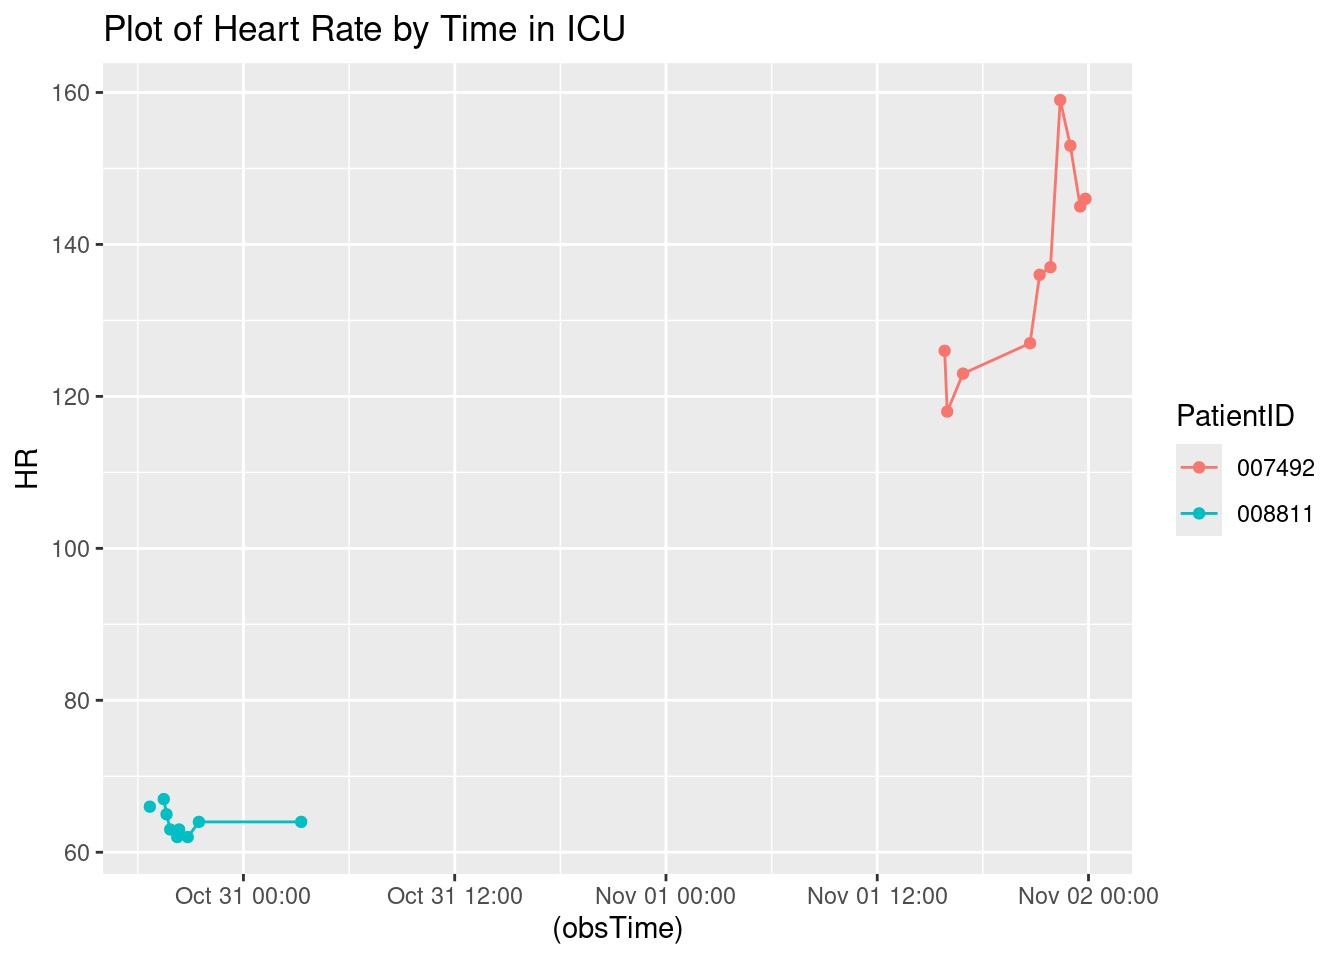 Plot of Heart Rate by Time in ICU
160
140
120
100
80
60
HR
Oct 31 00:00
Oct 31 12:00
Nov 01 00:00
Nov 01 12:00
Nov 02 00:00
(obsTime)
PatientID
007492
008811